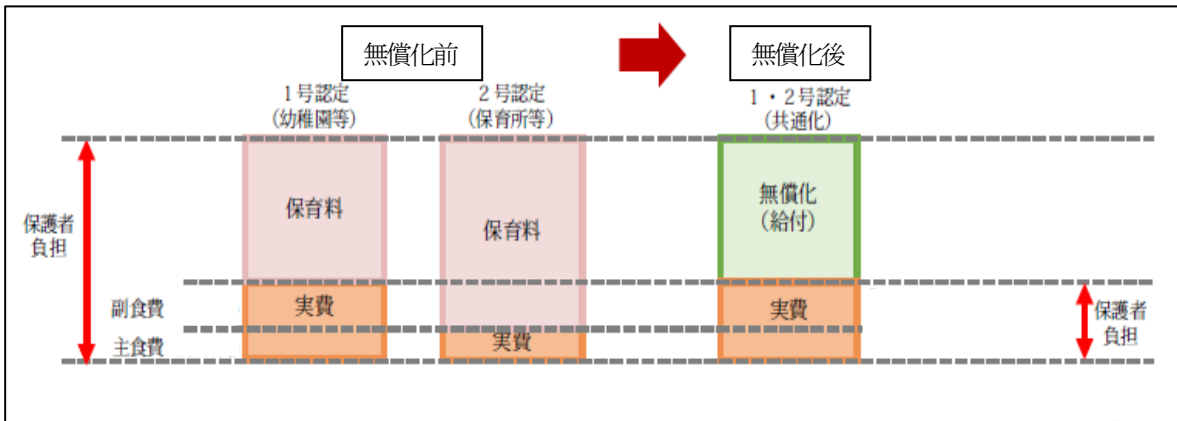 無償化前
無償化後
１号認定
（幼稚園等）
２号認定
（保育所等）
１・２号認定
（共通化）
保護者
負担
保育料
保育料
無償化
（給付）
副食費
実費
実費
主食費
実費
保護者
負担